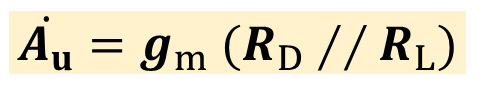 Ȧu = gm (RD // RL)